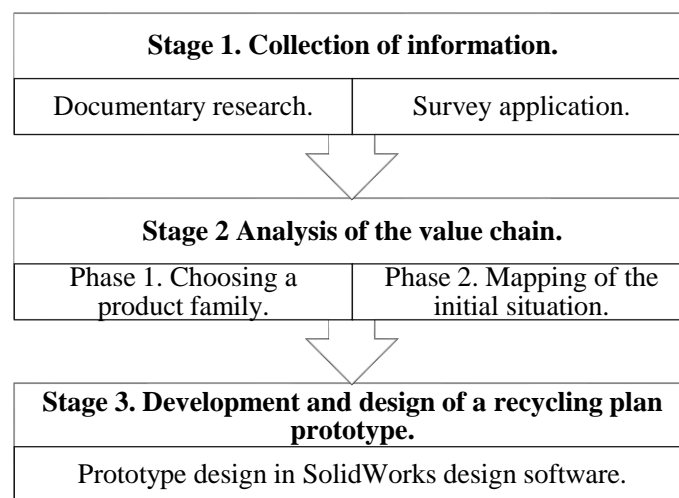 Stage 1. Collection of information.
Documentary research.
Survey application.
Stage 2 Analysis of the value chain.
Phase 1. Choosing a
product family.
Phase 2. Mapping of the
initial situation.
Stage 3. Development and design of a recycling plan
prototype.
Prototype design in SolidWorks design software.